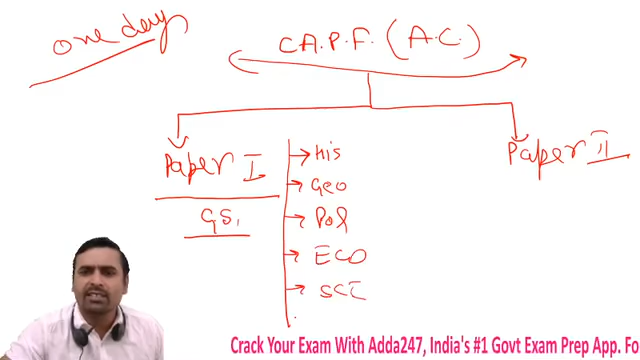 one day
C.A.P.F. (A.C.)
Paper I
GS,
His
Geo
Pol
ECO
SCI
Paper II
Crack Your Exam With Adda247, India's #1 Govt Exam Prep App. Fo